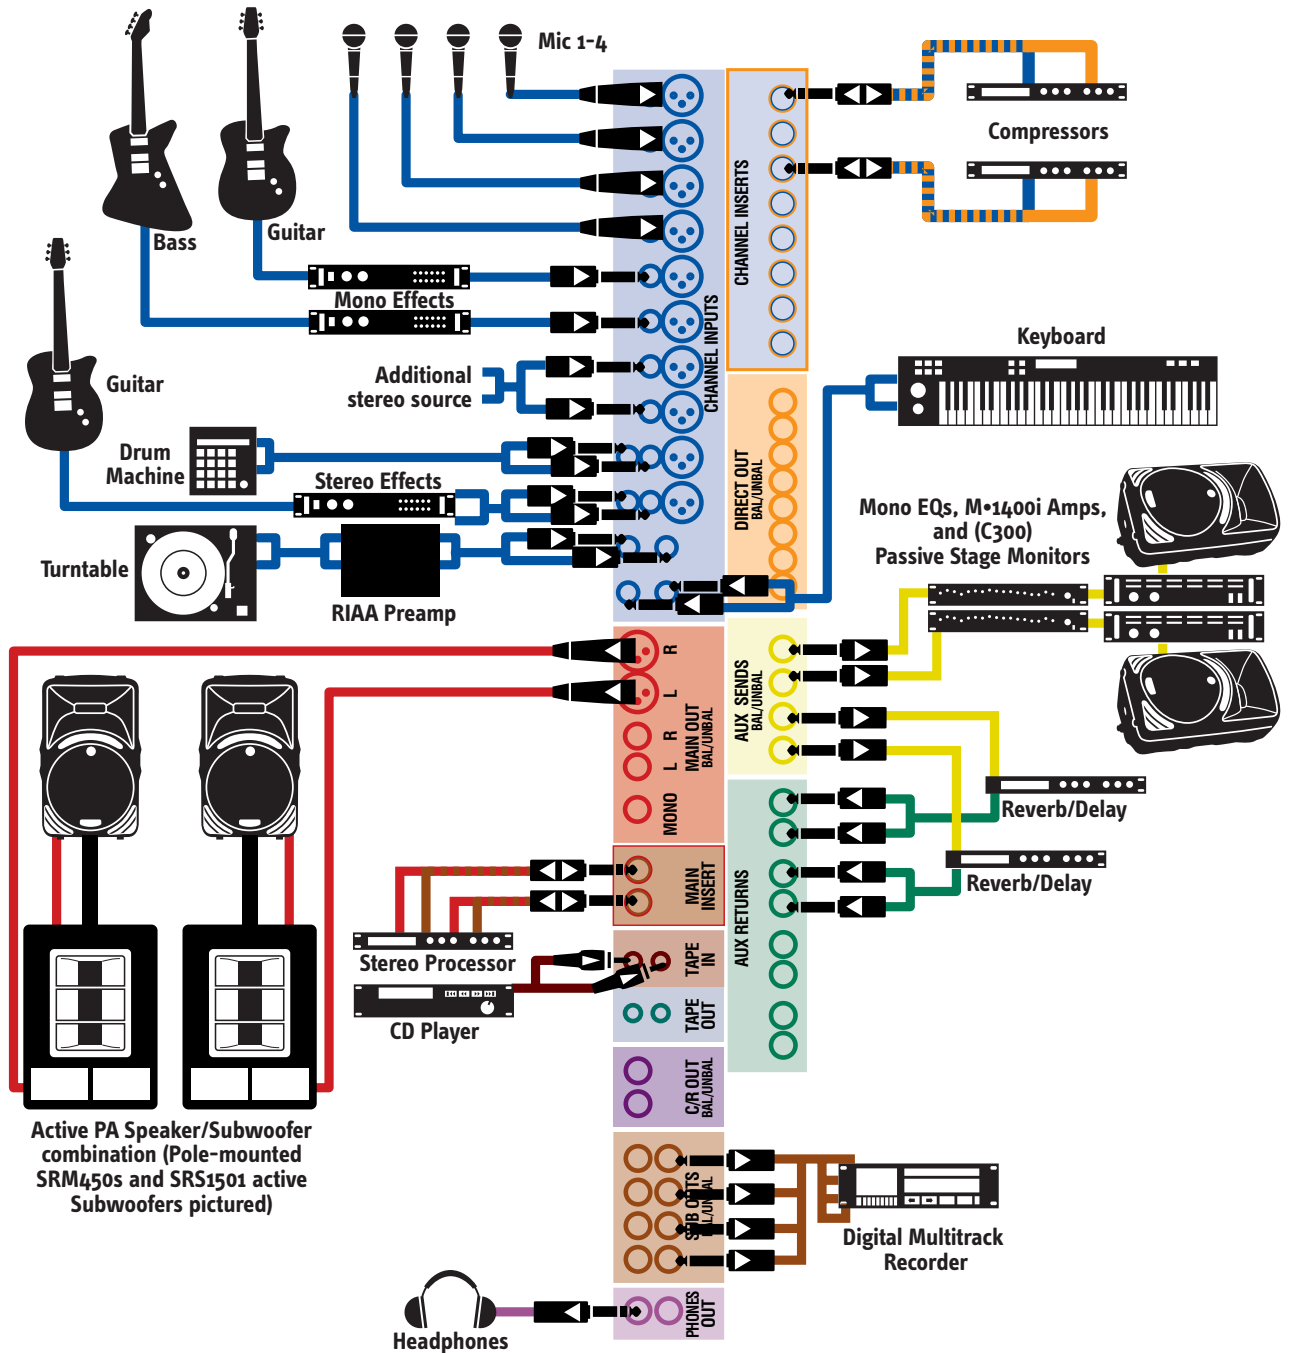 Mic 1-4
Compressors
CHANNEL INSERTS
Bass
Guitar
Mono Effects
CHANNEL INPUTS
Keyboard
Additional
stereo source
Guitar
Drum
Machine
Stereo Effects
DIRECT OUT
BAL/UNBAL
Mono EQs, M•1400i Amps,
and (C300)
Passive Stage Monitors
Turntable
RIAA Preamp
R
L
R
L
MONO
MAIN OUT
BAL/UNBAL
AUX SENDS
BAL/UNBAL
Reverb/Delay
Reverb/Delay
MAIN
INSERT
AUX RETURNS
Stereo Processor
TAPE
IN
CD Player
TAPE
OUT
C/R OUT
BAL/UNBAL
Active PA Speaker/Subwoofer
combination (Pole-mounted
SRM450s and SRS1501 active
Subwoofers pictured)
SUB OUTS
BAL/UNBAL
Digital Multitrack
Recorder
PHONES
OUT
Headphones